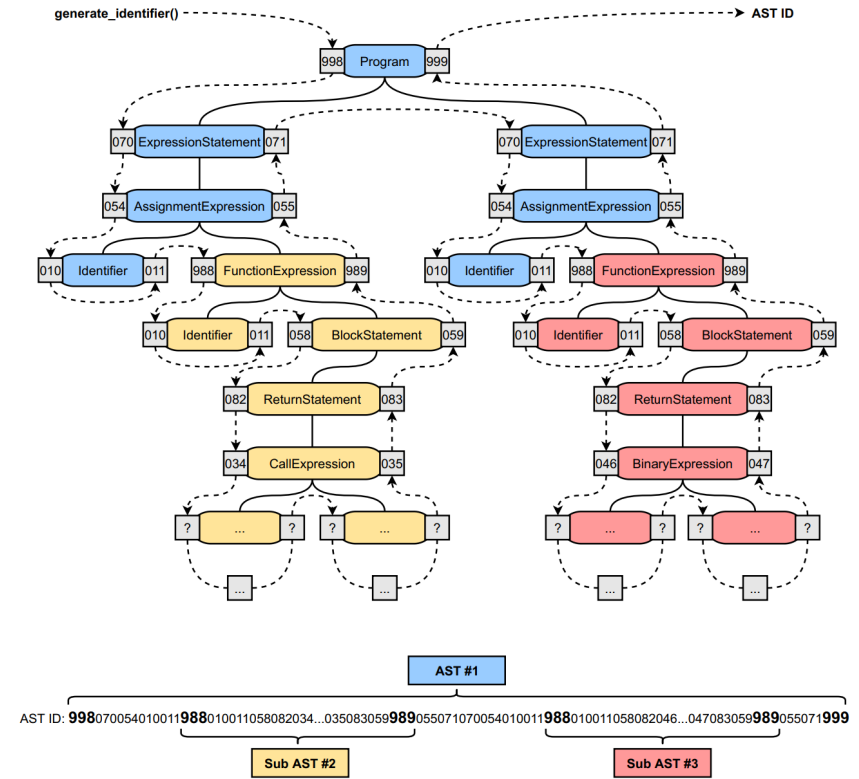 generate_identifier() AST ID
998 Program 999
070 ExpressionStatement 071 070 ExpressionStatement 071
054 AssignmentExpression 055 054 AssignmentExpression 055
010 Identifier 011 988 FunctionExpression 989 010 Identifier 011 988 FunctionExpression 989
010 Identifier 011 058 BlockStatement 059 010 Identifier 011 058 BlockStatement 059
082 ReturnStatement 083 082 ReturnStatement 083
034 CallExpression 035 046 BinaryExpression 047
? ... ? ? ... ? ? ... ? ? ... ?
... ... ... ...
AST #1
AST ID: 998070054010011988010011058082034...035083059989055071070054010011988010011058082046...047083059989055071999
Sub AST #2 Sub AST #3